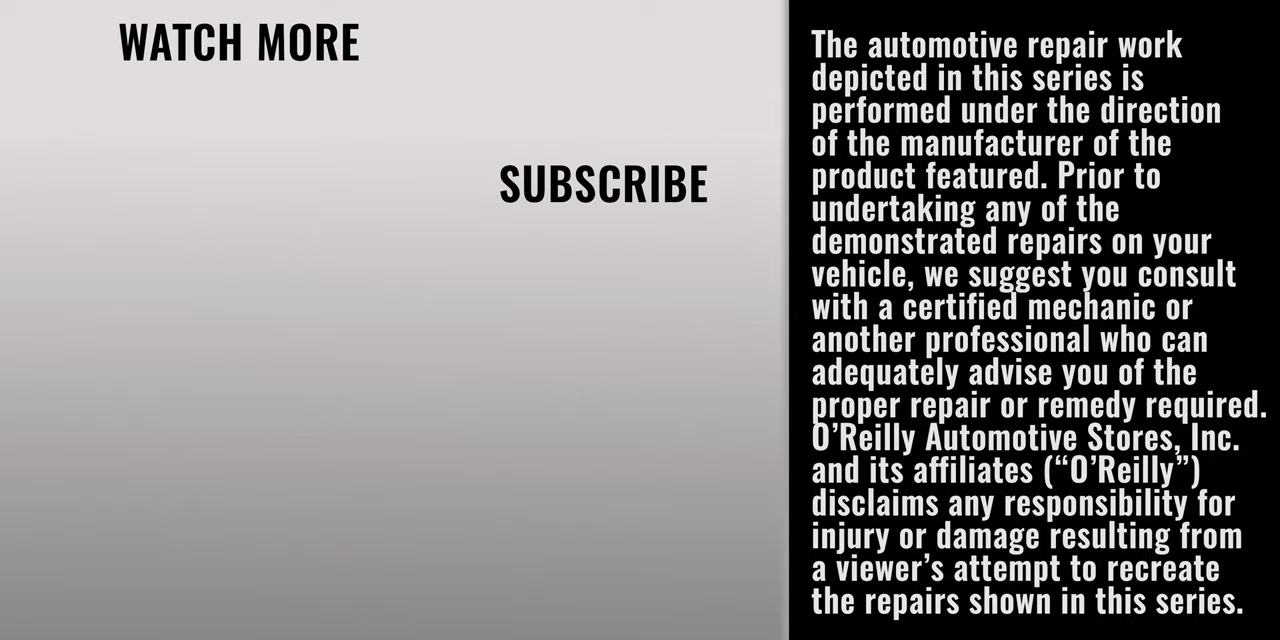 WATCH MORE
SUBSCRIBE
The automotive repair work
depicted in this series is
performed under the direction
of the manufacturer of the
product featured. Prior to
undertaking any of the
demonstrated repairs on your
vehicle, we suggest you consult
with a certified mechanic or
another professional who can
adequately advise you of the
proper repair or remedy required.
O’Reilly Automotive Stores, Inc.
and its affiliates (“O’Reilly”)
disclaims any responsibility for
injury or damage resulting from
a viewer’s attempt to recreate
the repairs shown in this series.